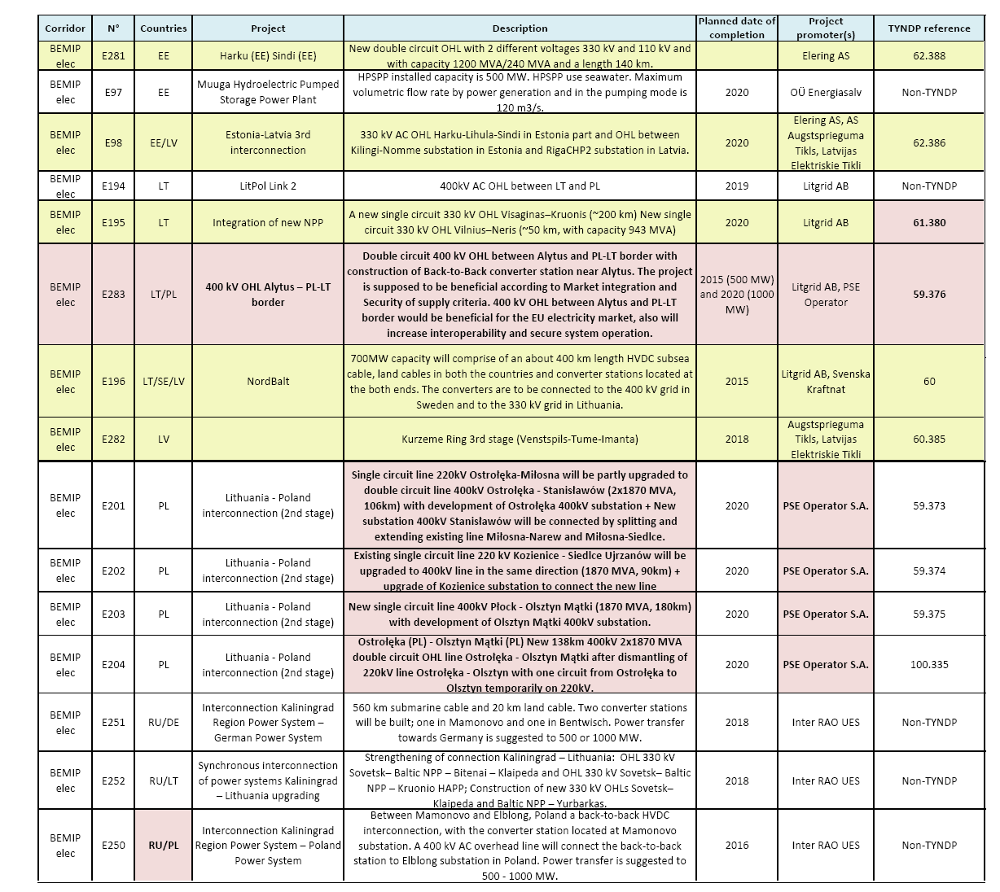 Corridor N° Countries Project Description Planned date of completion Project promoter(s) TYNDP reference
BEMIP elec E281 EE Harku (EE) Sindi (EE) New double circuit OHL with 2 different voltages 330 kV and 110 kV and with capacity 1200 MVA/240 MVA and a length 140 km. Elering AS 62.388
BEMIP elec E97 EE Muuga Hydroelectric Pumped Storage Power Plant HPSPP installed capacity is 500 MW. HPSPP use seawater. Maximum volumetric flow rate by power generation and in the pumping mode is 120 m3/s. 2020 OÜ Energiasalv Non-TYNDP
BEMIP elec E98 EE/LV Estonia-Latvia 3rd interconnection 330 kV AC OHL Harku-Lihula-Sindi in Estonia part and OHL between Kilingi-Nomme substation in Estonia and RigaCHP2 substation in Latvia. 2020 Elering AS, AS Augstsprieguma Tikls, Latvijas Elektriskie Tikli 62.386
BEMIP elec E194 LT LitPol Link 2 400kV AC OHL between LT and PL 2019 Litgrid AB Non-TYNDP
BEMIP elec E195 LT Integration of new NPP A new single circuit 330 kV OHL Visaginas–Kruonis (~200 km) New single circuit 330 kV OHL Vilnius–Neris (~50 km, with capacity 943 MVA) 2020 Litgrid AB 61.380
BEMIP elec E283 LT/PL 400 kV OHL Alytus – PL-LT border Double circuit 400 kV OHL between Alytus and PL-LT border with construction of Back-to-Back converter station near Alytus. The project is supposed to be beneficial according to Market integration and Security of supply criteria. 400 kV OHL between Alytus and PL-LT border would be beneficial for the EU electricity market, also will increase interoperability and secure system operation. 2015 (500 MW) and 2020 (1000 MW) Litgrid AB, PSE Operator 59.376
BEMIP elec E196 LT/SE/LV NordBalt 700MW capacity will comprise of an about 400 km length HVDC subsea cable, land cables in both the countries and converter stations located at the both ends. The converters are to be connected to the 400 kV grid in Sweden and to the 330 kV grid in Lithuania. 2015 Litgrid AB, Svenska Kraftnat 60
BEMIP elec E282 LV Kurzeme Ring 3rd stage (Venstspils-Tume-Imanta) 2018 Augstsprieguma Tikls, Latvijas Elektriskie Tikli 60.385
BEMIP elec E201 PL Lithuania - Poland interconnection (2nd stage) Single circuit line 220kV Ostrołęka-Miłosna will be partly upgraded to double circuit line 400kV Ostrołęka - Stanisławów (2x1870 MVA, 106km) with development of Ostrołęka 400kV substation + New substation 400kV Stanisławów will be connected by splitting and extending existing line Miłosna-Narew and Miłosna-Siedlce. 2020 PSE Operator S.A. 59.373
BEMIP elec E202 PL Lithuania - Poland interconnection (2nd stage) Existing single circuit line 220 kV Kozienice - Siedlce Ujrzanów will be upgraded to 400kV line in the same direction (1870 MVA, 90km) + upgrade of Kozienice substation to connect the new line 2020 PSE Operator S.A. 59.374
BEMIP elec E203 PL Lithuania - Poland interconnection (2nd stage) New single circuit line 400kV Płock - Olsztyn Mątki (1870 MVA, 180km) with development of Olsztyn Mątki 400kV substation. 2020 PSE Operator S.A. 59.375
BEMIP elec E204 PL Lithuania - Poland interconnection (2nd stage) Ostrołęka (PL) - Olsztyn Mątki (PL) New 138km 400kV 2x1870 MVA double circuit OHL line Ostrołęka - Olsztyn Mątki after dismantling of 220kV line Ostrołęka - Olsztyn with one circuit from Ostrołęka to Olsztyn temporarily on 220kV. 2020 PSE Operator S.A. 100.335
BEMIP elec E251 RU/DE Interconnection Kaliningrad Region Power System – German Power System 560 km submarine cable and 20 km land cable. Two converter stations will be built; one in Mamonovo and one in Bentwisch. Power transfer towards Germany is suggested to 500 or 1000 MW. 2018 Inter RAO UES Non-TYNDP
BEMIP elec E252 RU/LT Synchronous interconnection of power systems Kaliningrad – Lithuania upgrading Strengthening of connection Kaliningrad – Lithuania: OHL 330 kV Sovetsk– Baltic NPP – Bitenai – Klaipeda and OHL 330 kV Sovetsk– Baltic NPP – Kruonio HAPP; Construction of new 330 kV OHLs Sovetsk– Klaipeda and Baltic NPP – Yurbarkas. 2018 Inter RAO UES Non-TYNDP
BEMIP elec E250 RU/PL Interconnection Kaliningrad Region Power System – Poland Power System Between Mamonovo and Elblong, Poland a back-to-back HVDC interconnection, with the converter station located at Mamonovo substation. A 400 kV AC overhead line will connect the back-to-back station to Elblong substation in Poland. Power transfer is suggested to 500 - 1000 MW. 2016 Inter RAO UES Non-TYNDP